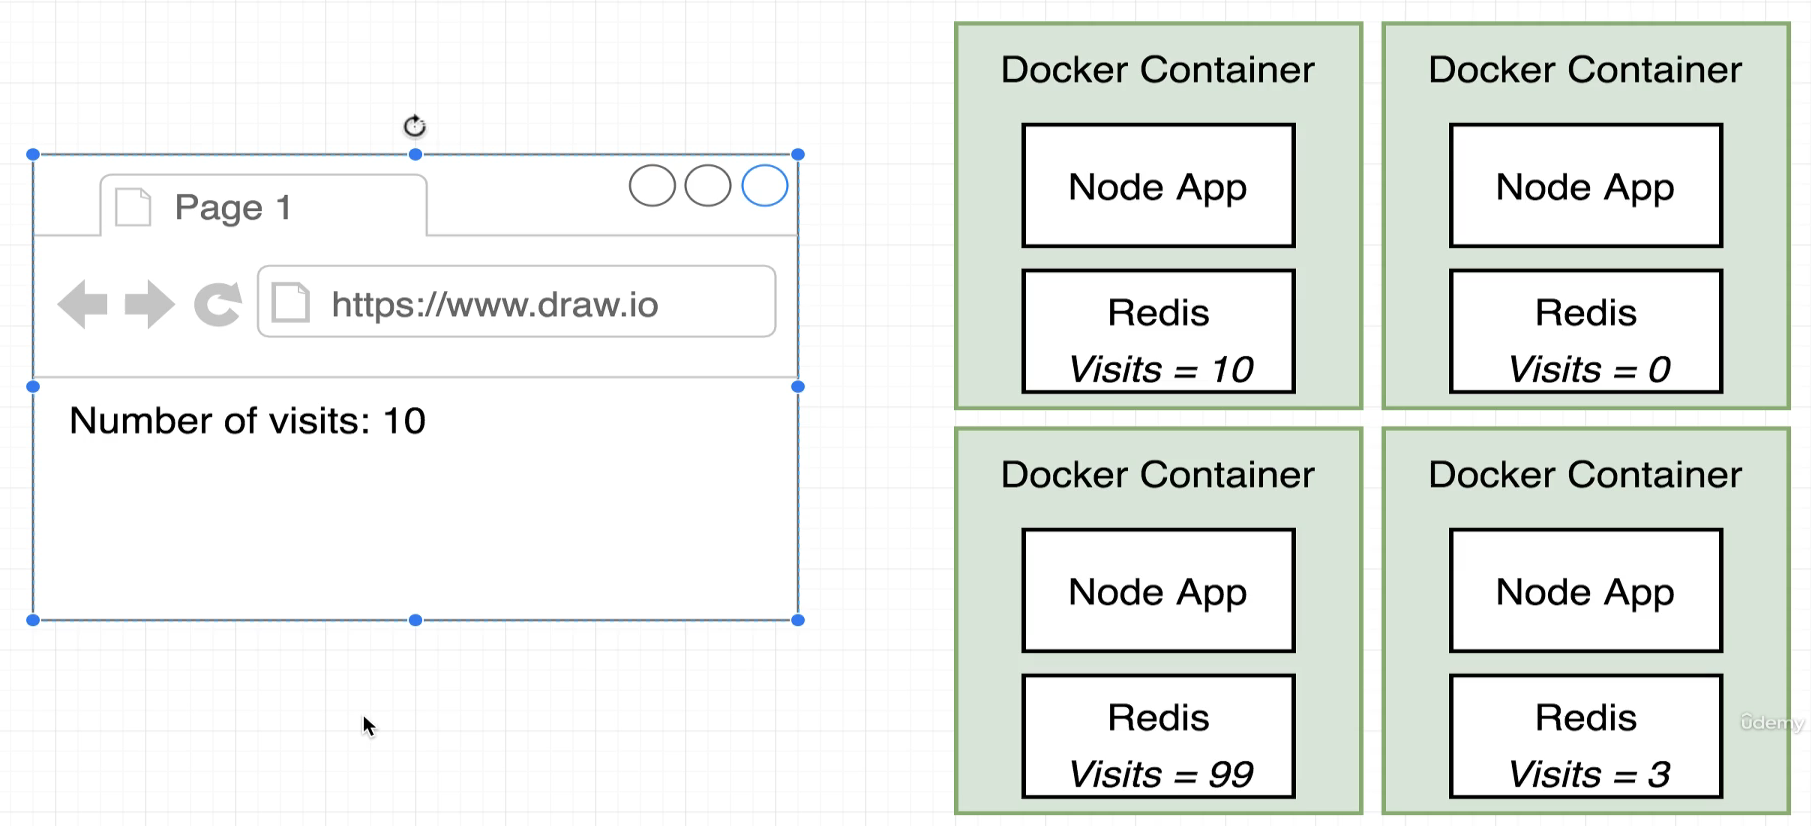 Page 1
https://www.draw.io
Number of visits: 10
Docker Container
Node App
Redis
Visits = 10
Docker Container
Node App
Redis
Visits = 0
Docker Container
Node App
Redis
Visits = 99
Docker Container
Node App
Redis
Visits = 3
ûdemy